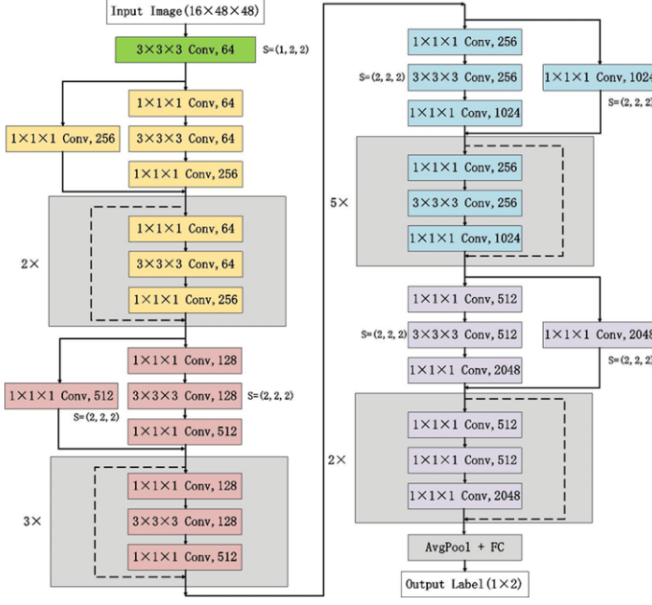 Input Image(16×48×48)
3×3×3 Conv,64
S=(1,2,2)
1×1×1 Conv,64
1×1×1 Conv,256
3×3×3 Conv,64
1×1×1 Conv,256
2×
1×1×1 Conv,64
3×3×3 Conv,64
1×1×1 Conv,256
1×1×1 Conv,128
1×1×1 Conv,512
S=(2,2,2)
3×3×3 Conv,128
S=(2,2,2)
1×1×1 Conv,512
3×
1×1×1 Conv,128
3×3×3 Conv,128
1×1×1 Conv,512
1×1×1 Conv,256
S=(2,2,2)
3×3×3 Conv,256
1×1×1 Conv,1024
S=(2,2,2)
1×1×1 Conv,1024
5×
1×1×1 Conv,256
3×3×3 Conv,256
1×1×1 Conv,1024
1×1×1 Conv,512
S=(2,2,2)
3×3×3 Conv,512
1×1×1 Conv,2048
S=(2,2,2)
1×1×1 Conv,2048
2×
1×1×1 Conv,512
1×1×1 Conv,512
1×1×1 Conv,2048
AvgPool + FC
Output Label(1×2)